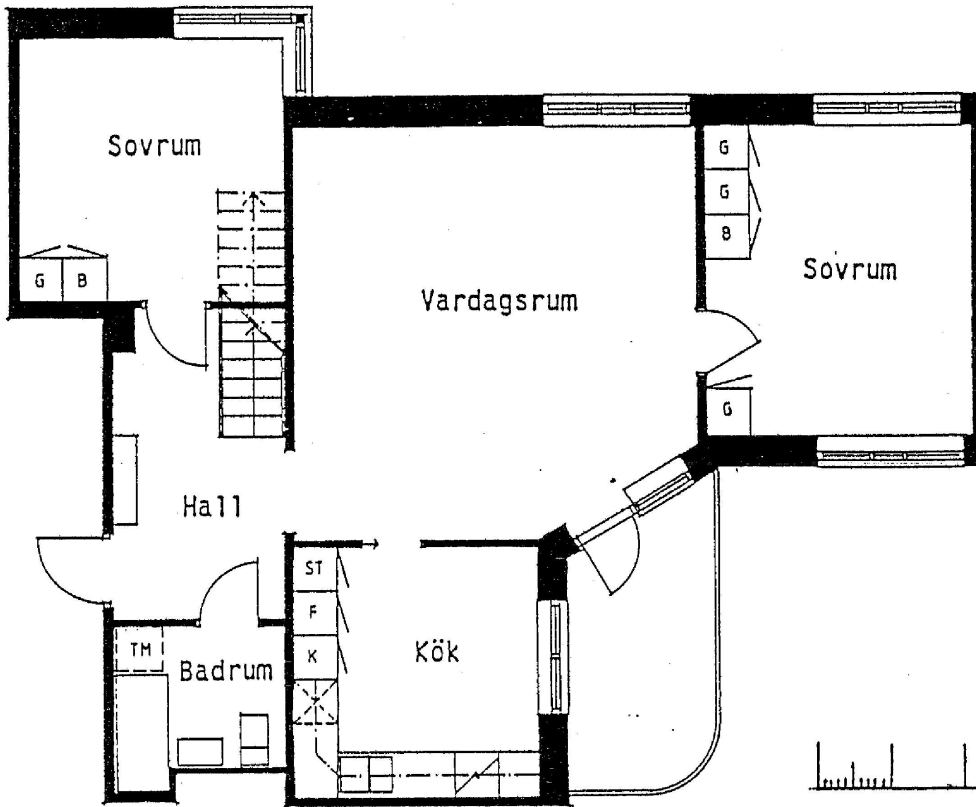 Sovrum
G B
G
G
B
Sovrum
Vardagsrum
G
Hall
ST
F
K
Kök
TM
Badrum